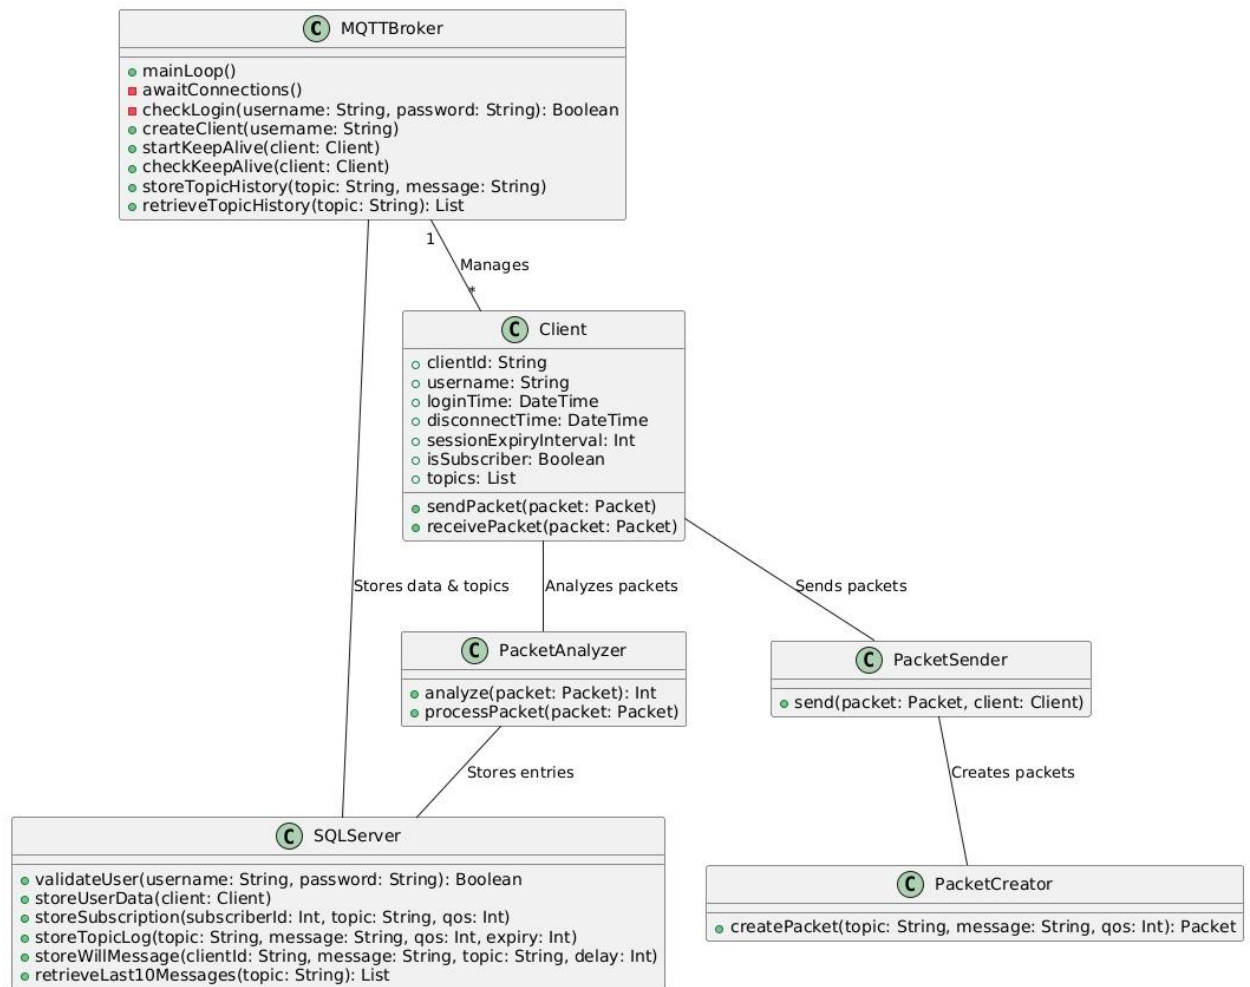 C MQTTBroker
mainLoop()
awaitConnections()
checkLogin(username: String, password: String): Boolean
createClient(username: String)
startKeepAlive(client: Client)
checkKeepAlive(client: Client)
storeTopicHistory(topic: String, message: String)
retrieveTopicHistory(topic: String): List
1
Manages
*
C Client
clientId: String
username: String
loginTime: DateTime
disconnectTime: DateTime
sessionExpiryInterval: Int
isSubscriber: Boolean
topics: List
sendPacket(packet: Packet)
receivePacket(packet: Packet)
Stores data & topics
Analyzes packets
Sends packets
C PacketAnalyzer
analyze(packet: Packet): Int
processPacket(packet: Packet)
C PacketSender
send(packet: Packet, client: Client)
Stores entries
Creates packets
C SQLServer
validateUser(username: String, password: String): Boolean
storeUserData(client: Client)
storeSubscription(subscriberId: Int, topic: String, qos: Int)
storeTopicLog(topic: String, message: String, qos: Int, expiry: Int)
storeWillMessage(clientId: String, message: String, topic: String, delay: Int)
retrieveLast10Messages(topic: String): List
C PacketCreator
createPacket(topic: String, message: String, qos: Int): Packet